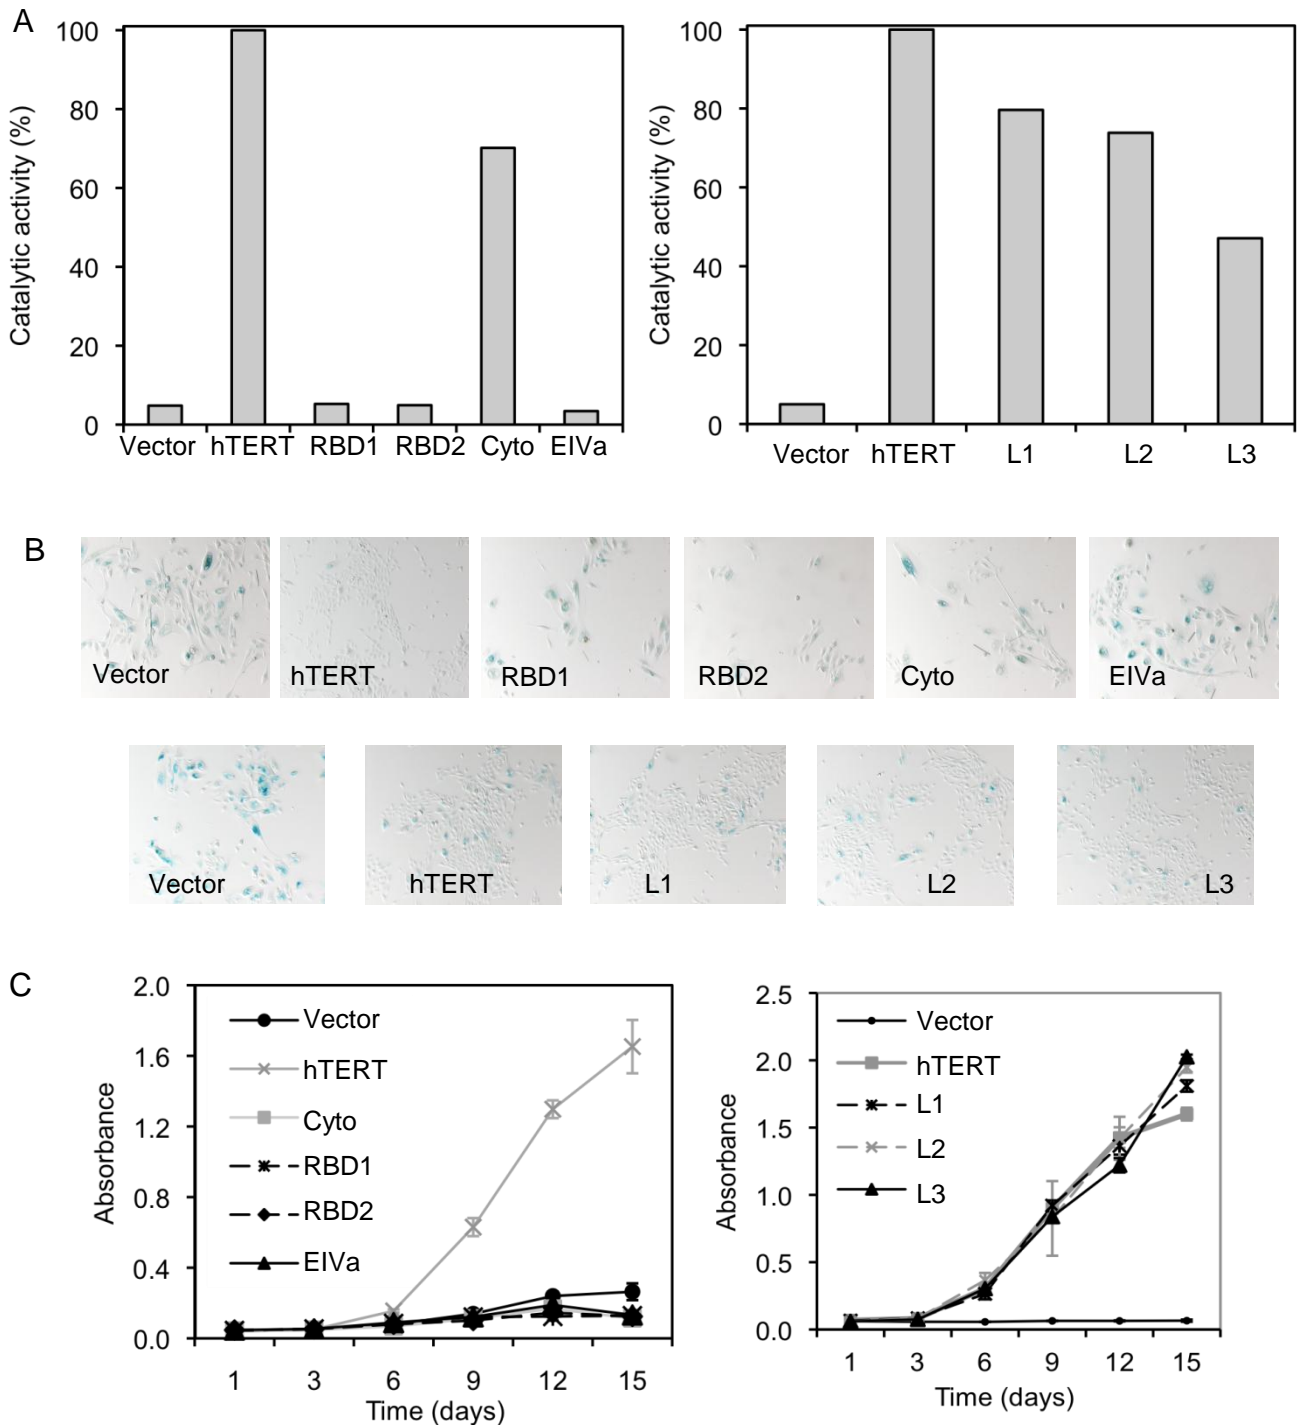 A
Catalytic activity (%)
100
80
60
40
20
0
Vector hTERT RBD1 RBD2 Cyto EIVa
Catalytic activity (%)
100
80
60
40
20
0
Vector hTERT L1 L2 L3
B
Vector hTERT RBD1 RBD2 Cyto EIVa
Vector hTERT L1 L2 L3
C
Absorbance
2.0
1.6
1.2
0.8
0.4
0.0
Vector
hTERT
Cyto
RBD1
RBD2
EIVa
1 3 6 9 12 15
Time (days)
Absorbance
2.5
2.0
1.5
1.0
0.5
0.0
Vector
hTERT
L1
L2
L3
1 3 6 9 12 15
Time (days)